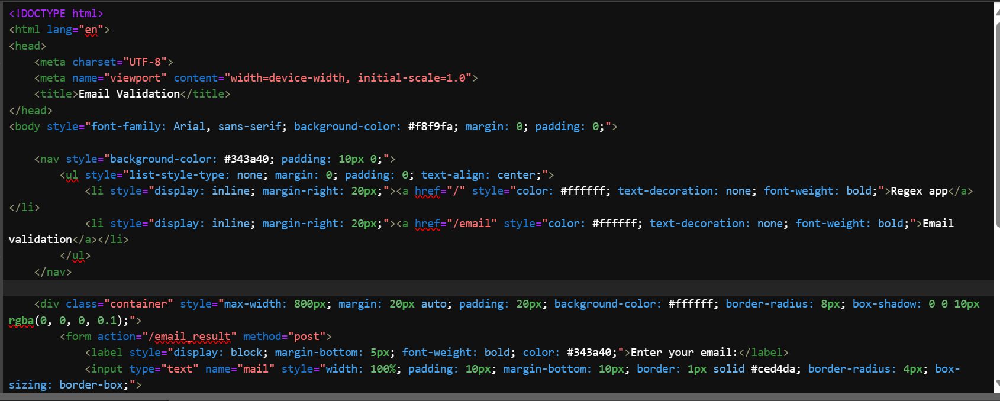 <!DOCTYPE html>
<html lang="en">
<head>
    <meta charset="UTF-8">
    <meta name="viewport" content="width=device-width, initial-scale=1.0">
    <title>Email Validation</title>
</head>
<body style="font-family: Arial, sans-serif; background-color: #f8f9fa; margin: 0; padding: 0;">

    <nav style="background-color: #343a40; padding: 10px 0;">
        <ul style="list-style-type: none; margin: 0; padding: 0; text-align: center;">
            <li style="display: inline; margin-right: 20px;"><a href="/" style="color: #ffffff; text-decoration: none; font-weight: bold;">Regex app</a>
</li>
            <li style="display: inline; margin-right: 20px;"><a href="/email" style="color: #ffffff; text-decoration: none; font-weight: bold;">Email
validation</a></li>
        </ul>
    </nav>

    <div class="container" style="max-width: 800px; margin: 20px auto; padding: 20px; background-color: #ffffff; border-radius: 8px; box-shadow: 0 0 10px
rgba(0, 0, 0, 0.1);">
        <form action="/email_result" method="post">
            <label style="display: block; margin-bottom: 5px; font-weight: bold; color: #343a40;">Enter your email:</label>
            <input type="text" name="mail" style="width: 100%; padding: 10px; margin-bottom: 10px; border: 1px solid #ced4da; border-radius: 4px; box-
sizing: border-box;">